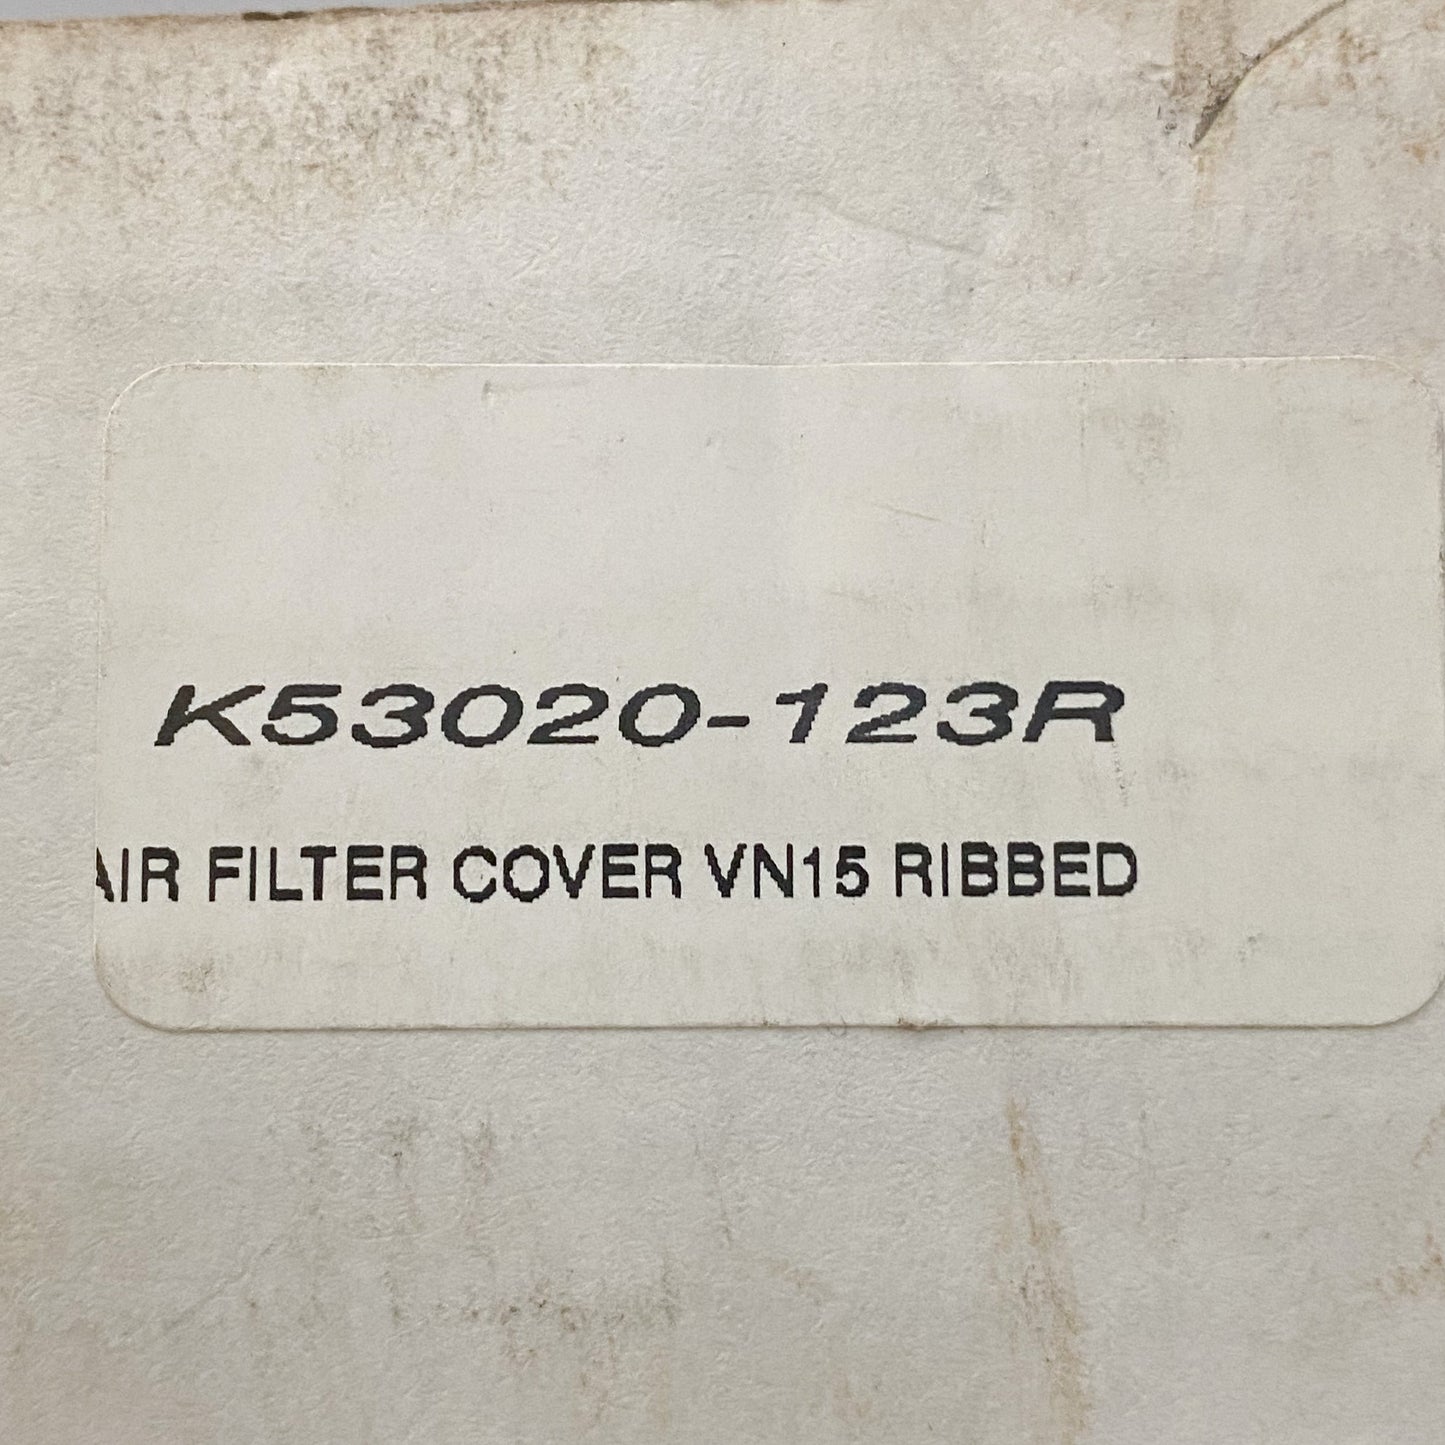 K53020-123R
AIR FILTER COVER VN15 RIBBED